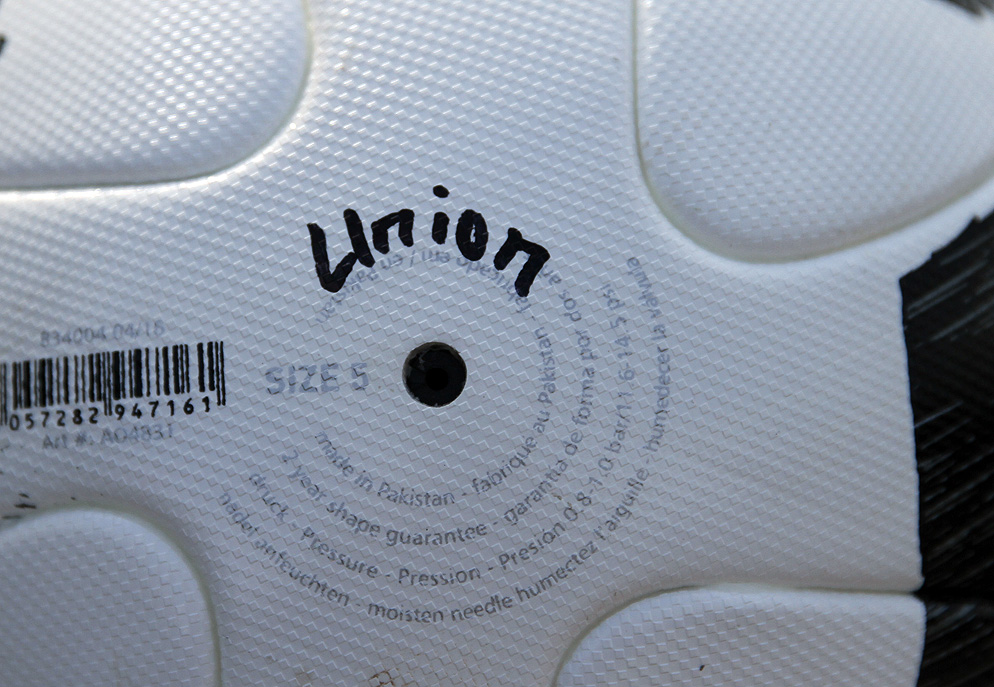 Union
834004 04/16
057282 947161
Art #: AO4831
SIZE 5
made in Pakistan - fabriqué au Pakistan -
2 year shape guarantee - garantía de forma por dos
druck - Pressure - Pression - Presión 0.8-1.0 bar/11.6-14.5 psi
nadel anfeuchten - moisten needle humectez l'arguille - humedecer la válvula